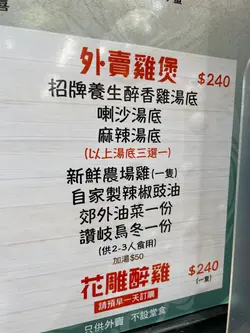 外賣雞煲 $240
招牌養生醉香雞湯底
喇沙湯底
麻辣湯底
(以上湯底三選一)
新鮮農場雞(一隻)
自家製辣椒豉油
郊外油菜一份
讚岐烏冬一份
(供2-3人食用)
加湯$50
花雕醉雞 $240
(一隻)
請預早一天訂購
只供外賣 不設堂食